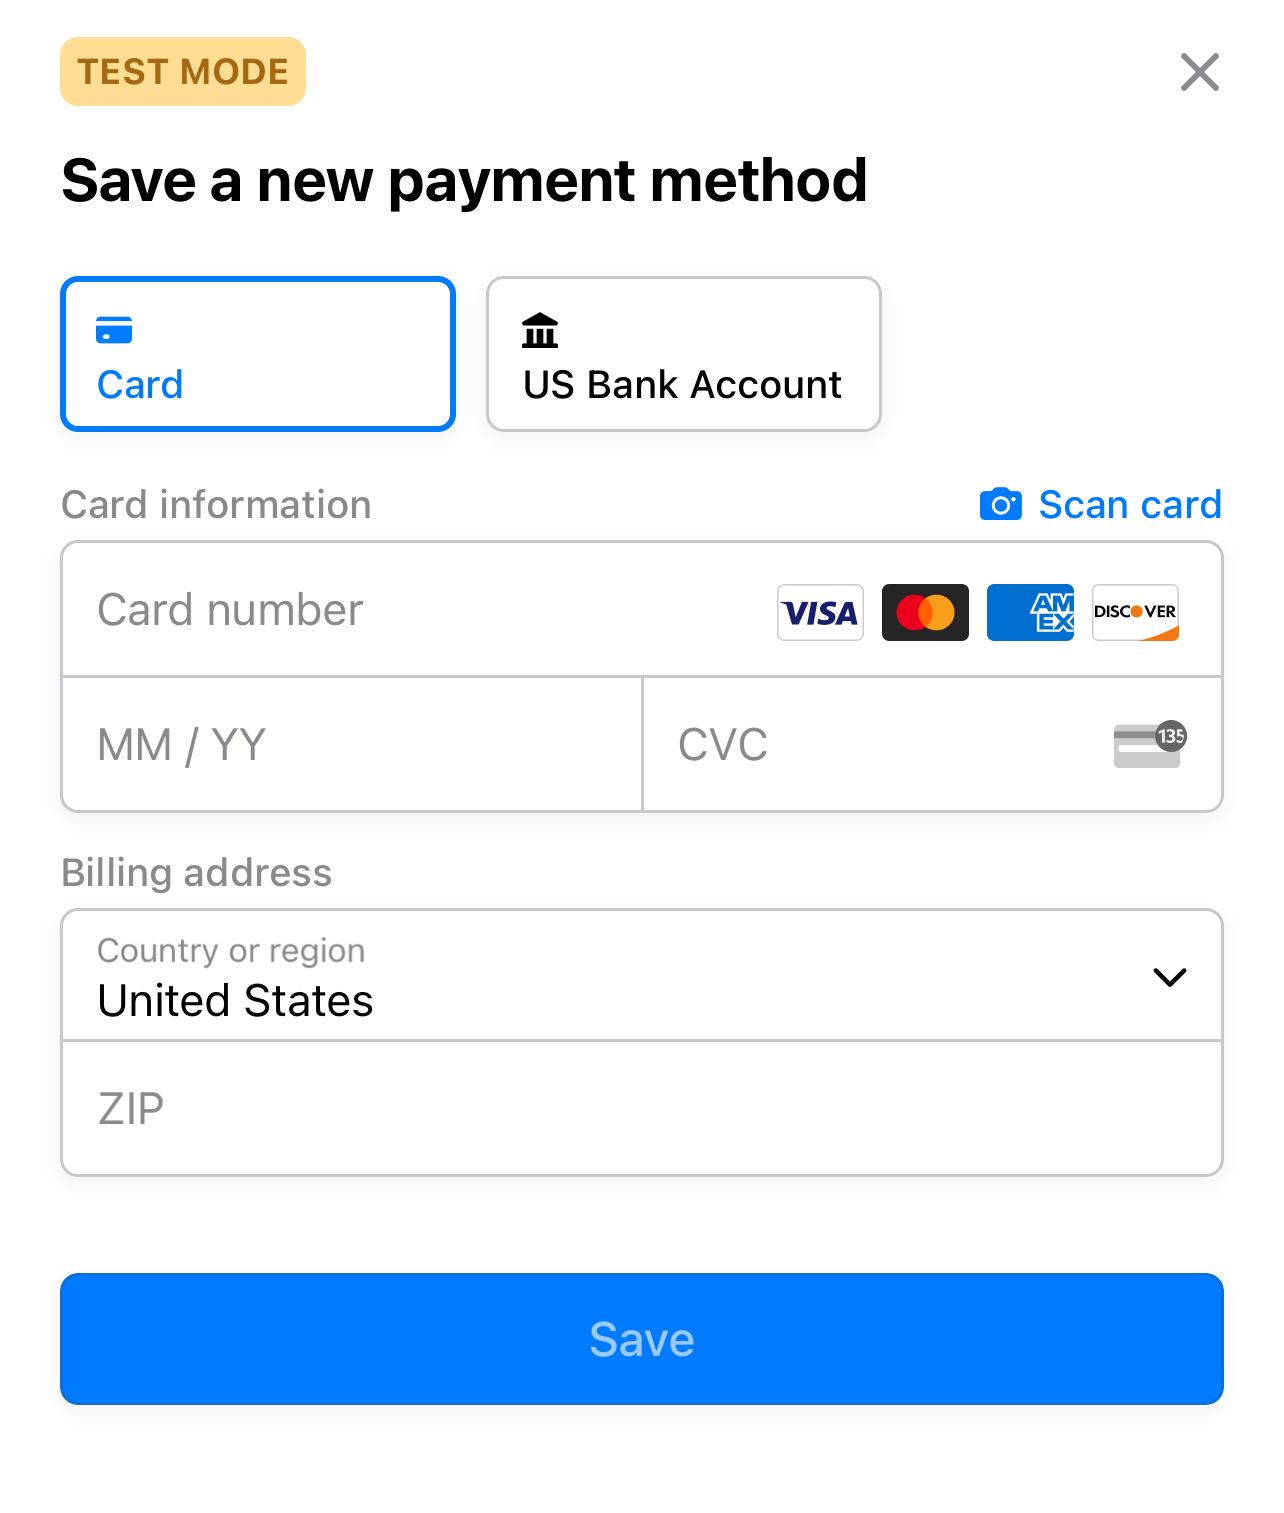 TEST MODE
Save a new payment method
Card
US Bank Account
Card information
Scan card
Card number
VISA
AM
EX
DISCOVER
MM / YY
CVC
135
Billing address
Country or region
United States
ZIP
Save